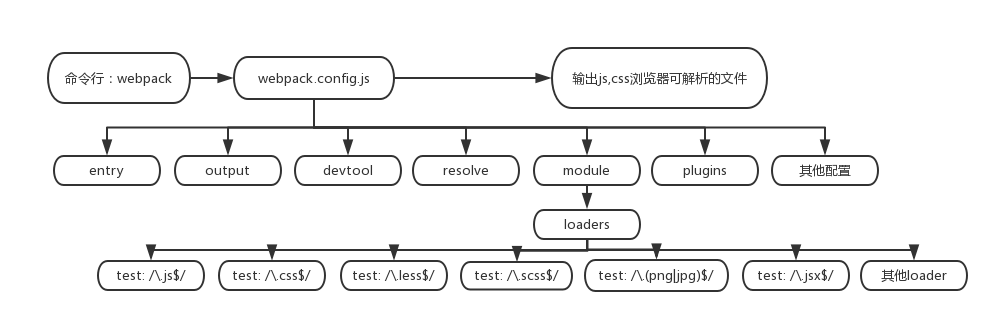 命令行：webpack
webpack.config.js
输出js,css浏览器可解析的文件
entry
output
devtool
resolve
module
plugins
其他配置
loaders
test: /\.js$/
test: /\.css$/
test: /\.less$/
test: /\.scss$/
test: /\.(png|jpg)$/
test: /\.jsx$/
其他loader